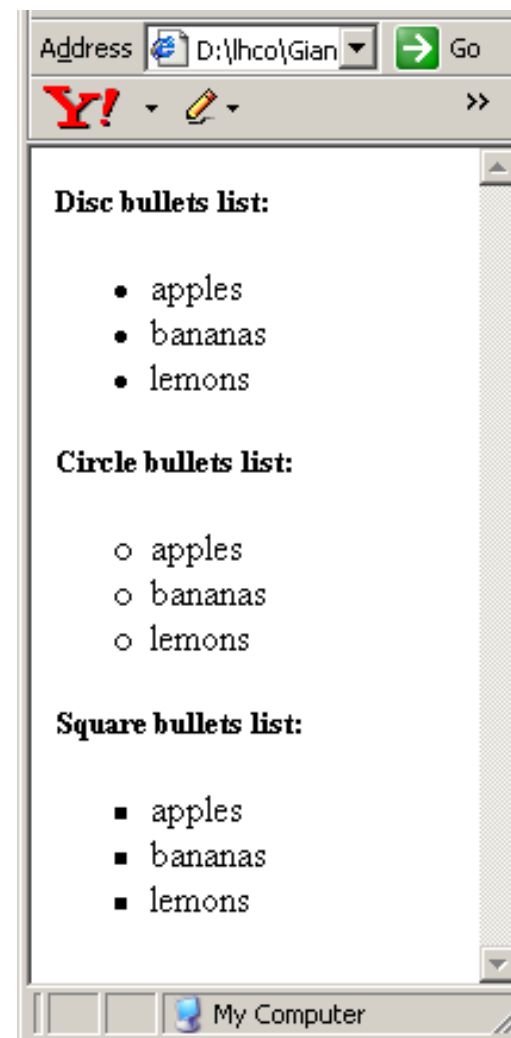 Address D:\lhco\Gian Go
Y! »
Disc bullets list:
• apples
• bananas
• lemons
Circle bullets list:
○ apples
○ bananas
○ lemons
Square bullets list:
▪ apples
▪ bananas
▪ lemons
My Computer